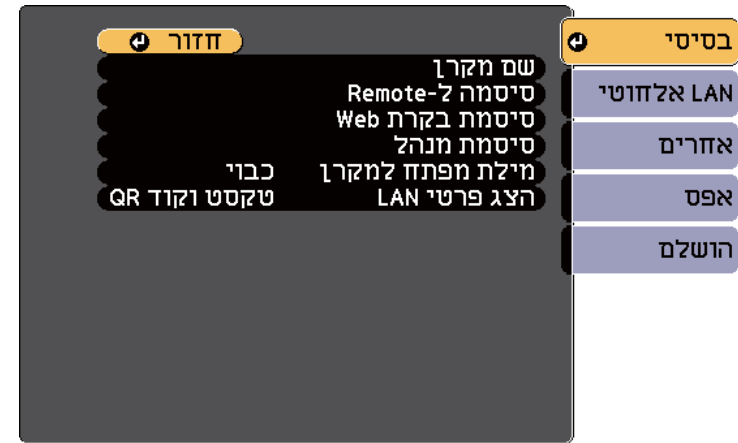 בסיסי
LAN אלחוטי
אחרים
אפס
הושלם
חזור
שם מקרן
סיסמה ל-Remote
סיסמת בקרת Web
סיסמת מנהל
מילת מפתח למקרן כבוי
הצג פרטי LAN טקסט וקוד QR